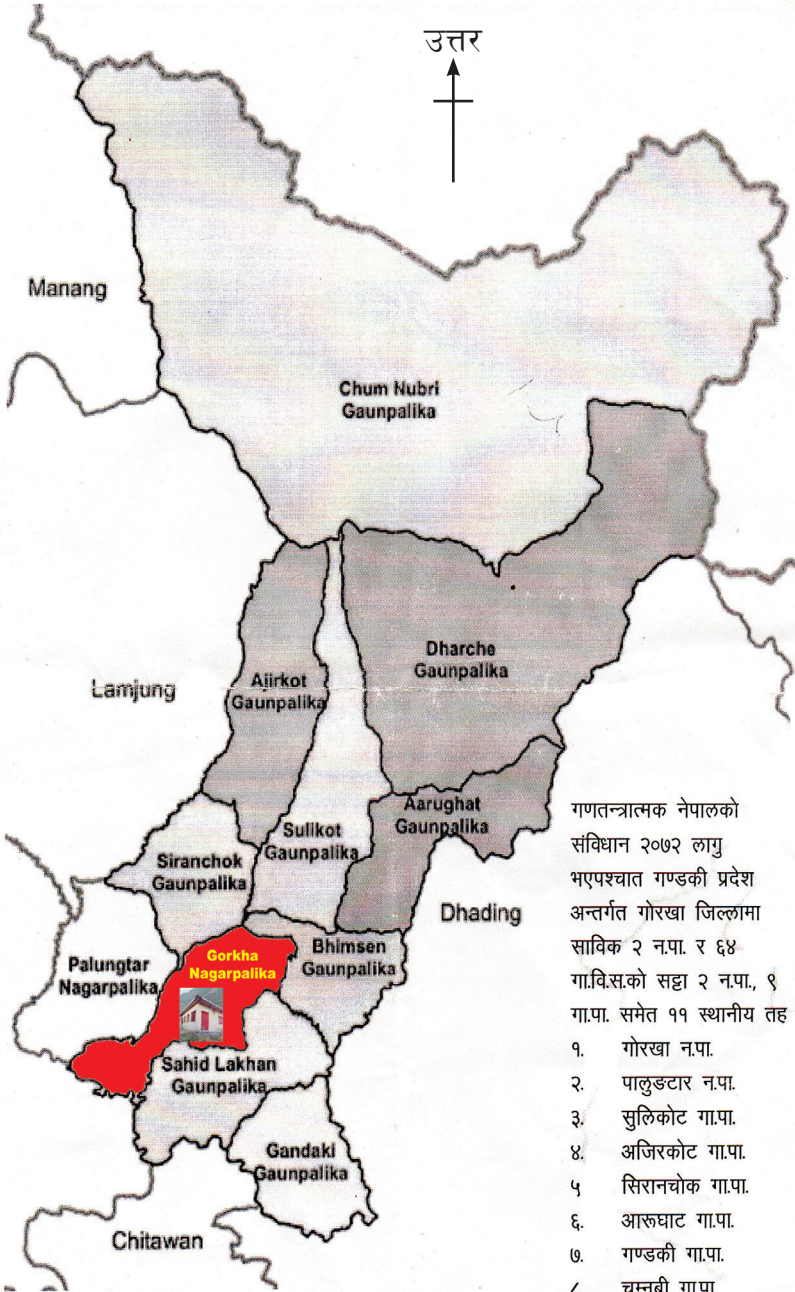 उत्तर
Manang
Chum Nubri
Gaunpalika
Dharche
Gaunpalika
Lamjung
Ajirkot
Gaunpalika
Aarughat
Gaunpalika
Sulikot
Gaunpalika
Siranchok
Gaunpalika
Dhading
Bhimsen
Gaunpalika
Gorkha
Nagarpalika
Palungtar
Nagarpalika
Sahid Lakhan
Gaunpalika
Gandaki
Gaunpalika
Chitawan
गणतन्त्रात्मक नेपालको
संविधान २०७२ लागु
भएपश्चात गण्डकी प्रदेश
अन्तर्गत गोरखा जिल्लामा
साविक २ न.पा. र ६४
गा.वि.स.को सट्टा २ न.पा., ९
गा.पा. समेत ११ स्थानीय तह
१. गोरखा न.पा.
२. पालुङटार न.पा.
३. सुलिकोट गा.पा.
४. अजिरकोट गा.पा.
५ सिरानचोक गा.पा.
६. आरूघाट गा.पा.
७. गण्डकी गा.पा.